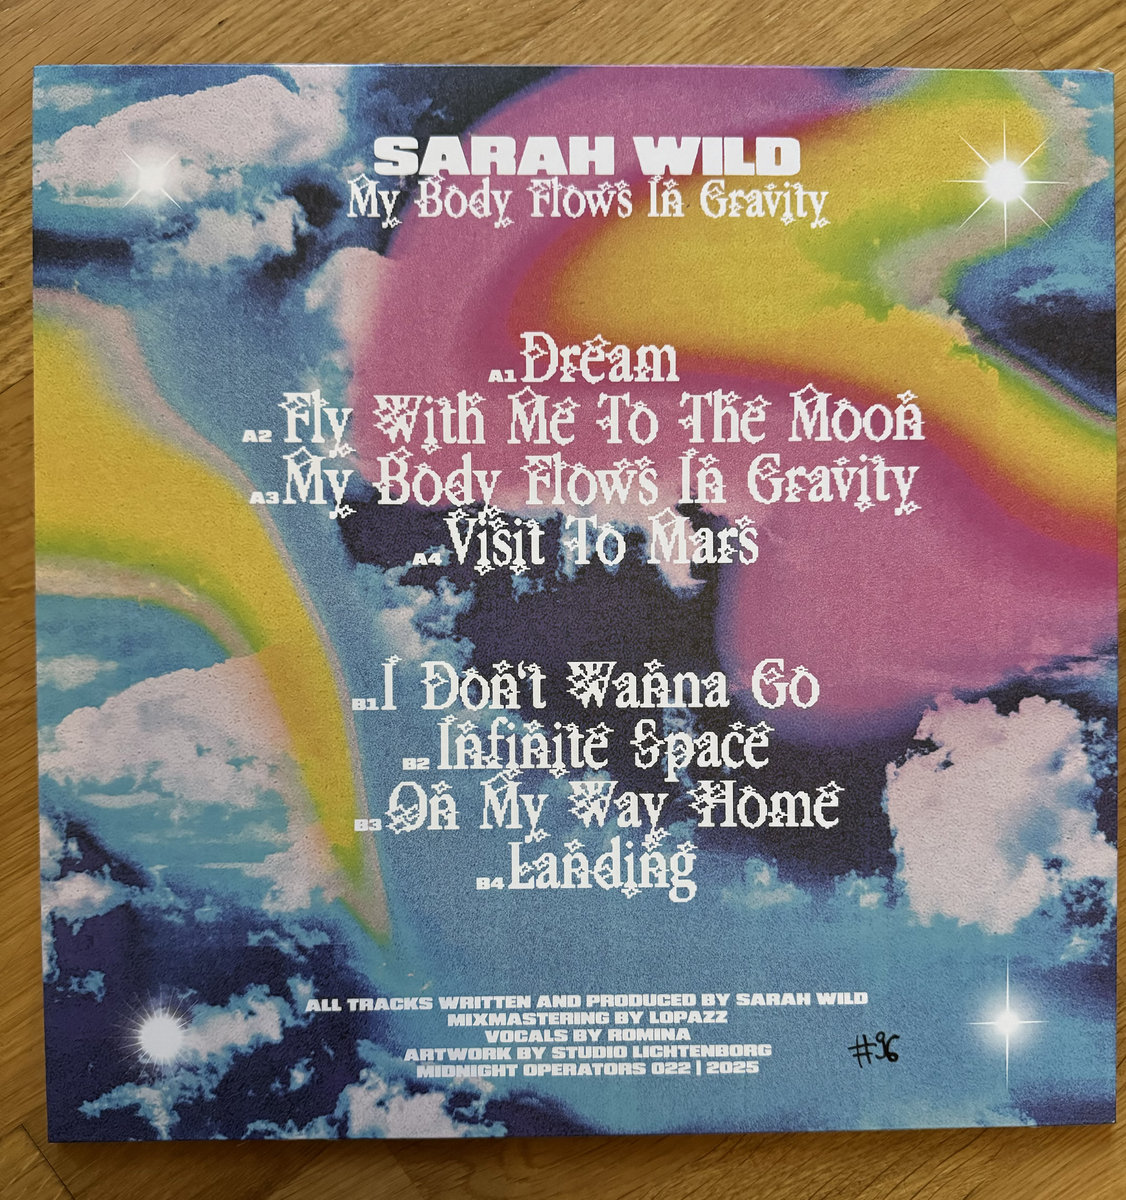 SARAH WILD
My Body Flows In Gravity
A1 Dream
A2 Fly With Me To The Moon
A3 My Body Flows In Gravity
A4 Visit To Mars
B1 I Don't Wanna Go
B2 Infinite Space
B3 On My Way Home
B4 Landing
ALL TRACKS WRITTEN AND PRODUCED BY SARAH WILD
MIXMASTERING BY LOPAZZ
VOCALS BY ROMINA
ARTWORK BY STUDIO LICHTENBORG
MIDNIGHT OPERATORS 022 | 2025
#96